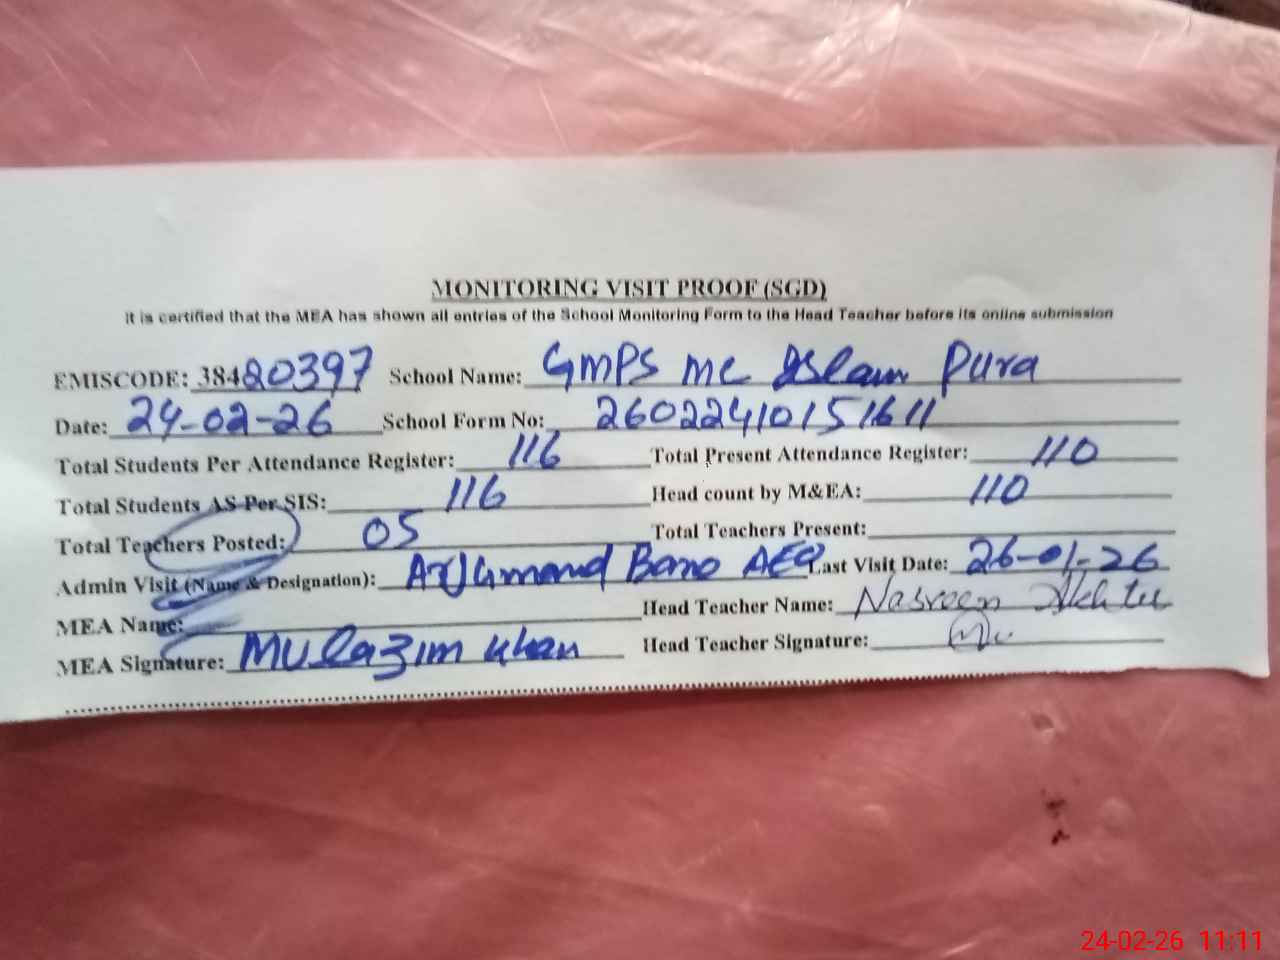 MONITORING VISIT PROOF (SGD)
It is certified that the MEA has shown all entries of the School Monitoring Form to the Head Teacher before its online submission
EMISCODE: 38420397 School Name: GMPS MC Islam Pura
Date: 24-02-26 School Form No: 26022410151611
Total Students Per Attendance Register: 116 Total Present Attendance Register: 110
Total Students AS Per SIS: 116 Head count by M&EA: 110
Total Teachers Posted: 05 Total Teachers Present:
Admin Visit (Name & Designation): Arjumand Bano AEO Last Visit Date: 26-01-26
MEA Name: Head Teacher Name: Nasreen Akhter
MEA Signature: Mulazim Khan Head Teacher Signature:
24-02-26 11:11